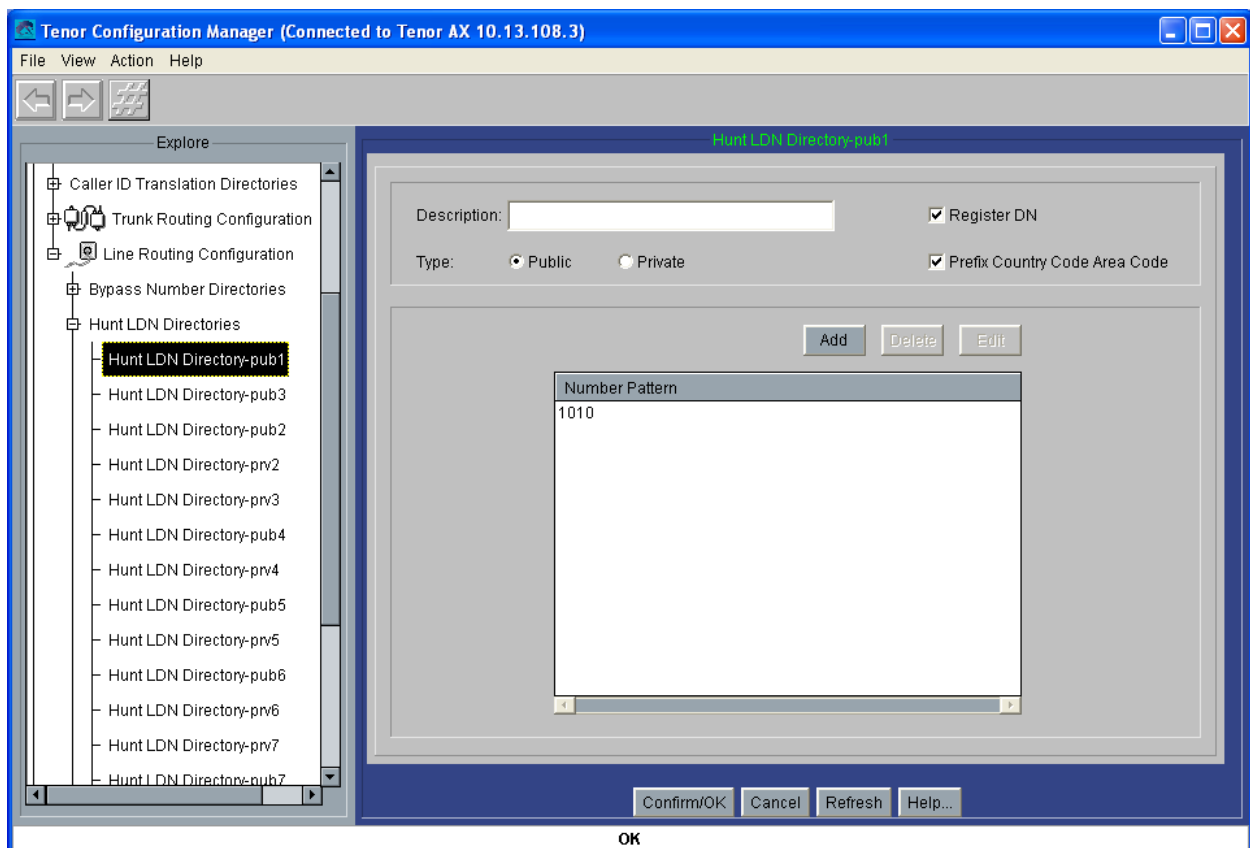 Tenor Configuration Manager (Connected to Tenor AX 10.13.108.3)
File View Action Help
Explore
Caller ID Translation Directories
Trunk Routing Configuration
Line Routing Configuration
Bypass Number Directories
Hunt LDN Directories
Hunt LDN Directory-pub1
Hunt LDN Directory-pub3
Hunt LDN Directory-pub2
Hunt LDN Directory-prv2
Hunt LDN Directory-prv3
Hunt LDN Directory-pub4
Hunt LDN Directory-prv4
Hunt LDN Directory-pub5
Hunt LDN Directory-prv5
Hunt LDN Directory-pub6
Hunt LDN Directory-prv6
Hunt LDN Directory-prv7
Hunt LDN Directory-pub7
Hunt LDN Directory-pub1
Description: Register DN
Type: Public Private Prefix Country Code Area Code
Add Delete Edit
Number Pattern
1010
Confirm/OK Cancel Refresh Help...
OK